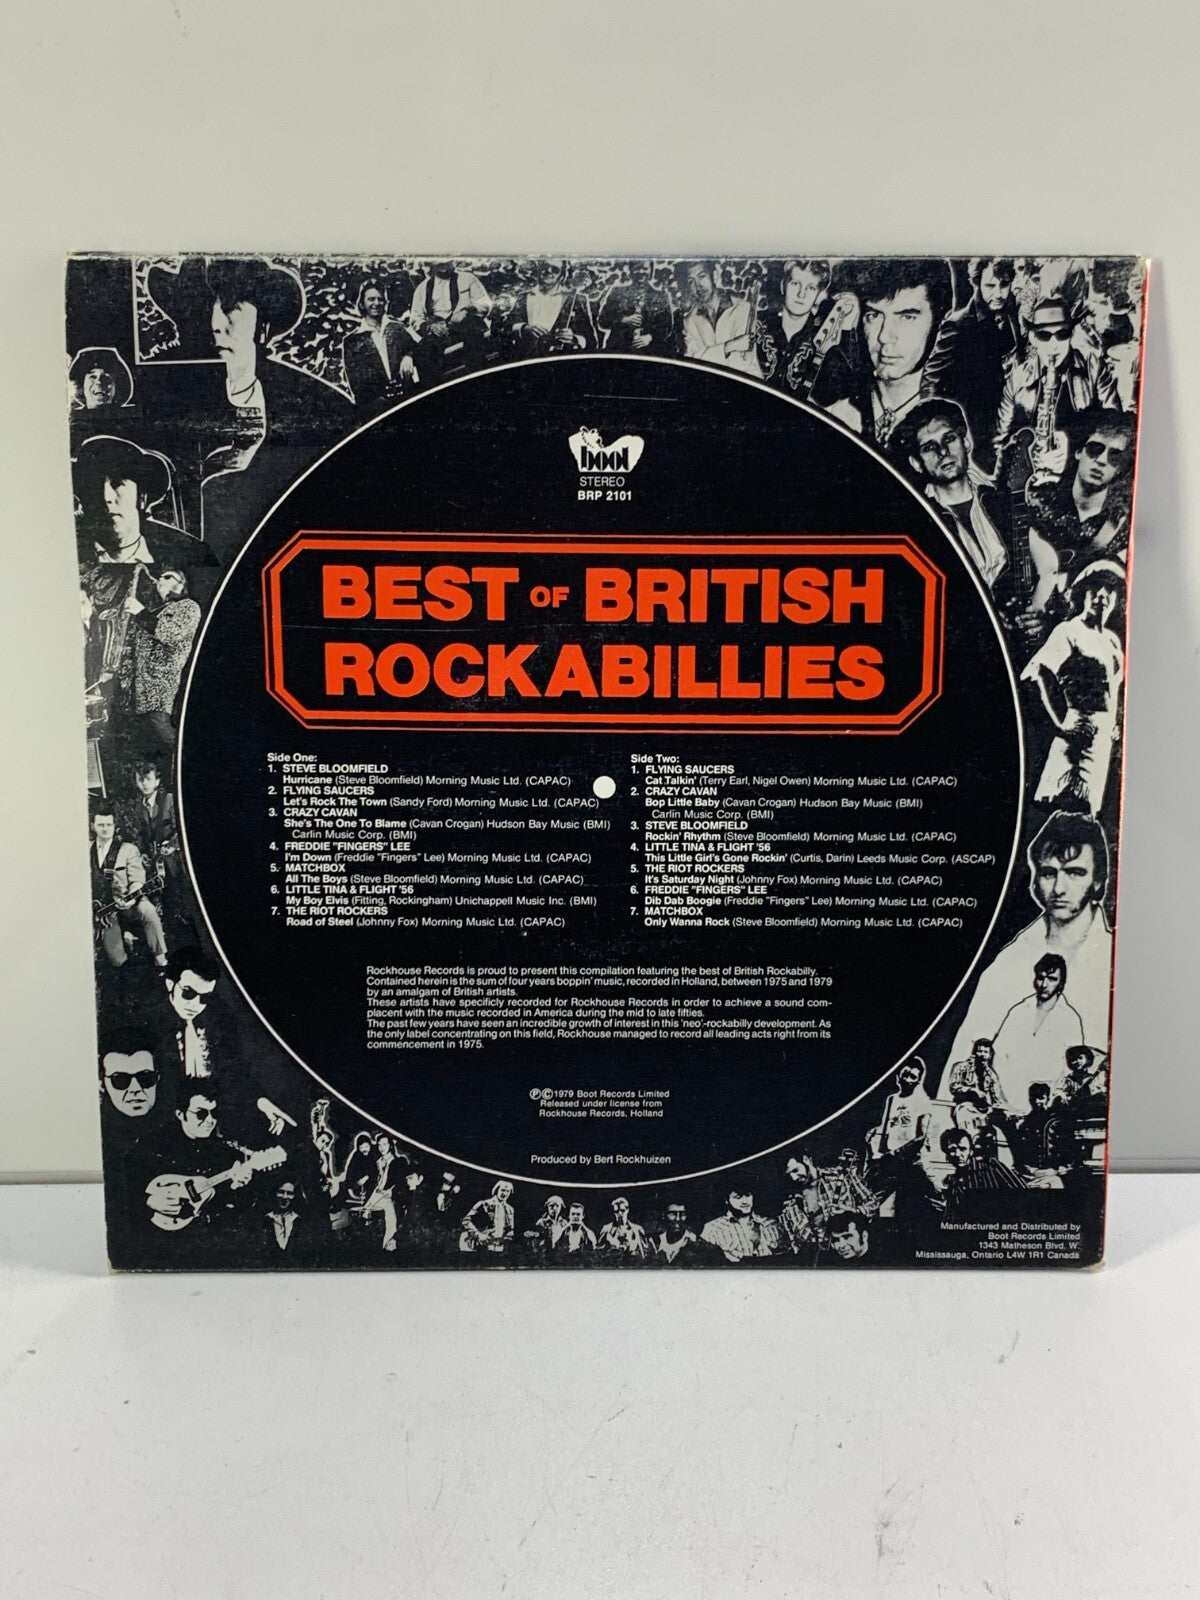 boot
STEREO
BRP 2101
BEST OF BRITISH
ROCKABILLIES
Side One:
1. STEVE BLOOMFIELD
Hurricane (Steve Bloomfield) Morning Music Ltd. (CAPAC)
2. FLYING SAUCERS
Let's Rock The Town (Sandy Ford) Morning Music Ltd. (CAPAC)
3. CRAZY CAVAN
She's The One To Blame (Cavan Crogan) Hudson Bay Music (BMI)
Carlin Music Corp. (BMI)
4. FREDDIE "FINGERS" LEE
I'm Down (Freddie "Fingers" Lee) Morning Music Ltd. (CAPAC)
5. MATCHBOX
All The Boys (Steve Bloomfield) Morning Music Ltd. (CAPAC)
6. LITTLE TINA & FLIGHT '56
My Boy Elvis (Fitting, Rockingham) Unichappell Music Inc. (BMI)
7. THE RIOT ROCKERS
Road of Steel (Johnny Fox) Morning Music Ltd. (CAPAC)
Side Two:
1. FLYING SAUCERS
Cat Talkin' (Terry Earl, Nigel Owen) Morning Music Ltd. (CAPAC)
2. CRAZY CAVAN
Bop Little Baby (Cavan Crogan) Hudson Bay Music (BMI)
Carlin Music Corp. (BMI)
3. STEVE BLOOMFIELD
Rockin' Rhythm (Steve Bloomfield) Morning Music Ltd. (CAPAC)
4. LITTLE TINA & FLIGHT '56
This Little Girl's Gone Rockin' (Curtis, Darin) Leeds Music Corp. (ASCAP)
5. THE RIOT ROCKERS
It's Saturday Night (Johnny Fox) Morning Music Ltd. (CAPAC)
6. FREDDIE "FINGERS" LEE
Dib Dab Boogie (Freddie "Fingers" Lee) Morning Music Ltd. (CAPAC)
7. MATCHBOX
Only Wanna Rock (Steve Bloomfield) Morning Music Ltd. (CAPAC)
Rockhouse Records is proud to present this compilation featuring the best of British Rockabilly.
Contained herein is the sum of four years boppin' music, recorded in Holland, between 1975 and 1979
by an amalgam of British artists.
These artists have specificly recorded for Rockhouse Records in order to achieve a sound com-
placent with the music recorded in America during the mid to late fifties.
The past few years have seen an incredible growth of interest in this 'neo'-rockabilly development. As
the only label concentrating on this field, Rockhouse managed to record all leading acts right from its
commencement in 1975.
Ⓟ©1979 Boot Records Limited
Released under license from
Rockhouse Records, Holland
Produced by Bert Rockhuizen
Manufactured and Distributed by
Boot Records Limited
1343 Matheson Blvd. W.
Mississauga, Ontario L4W 1R1 Canada